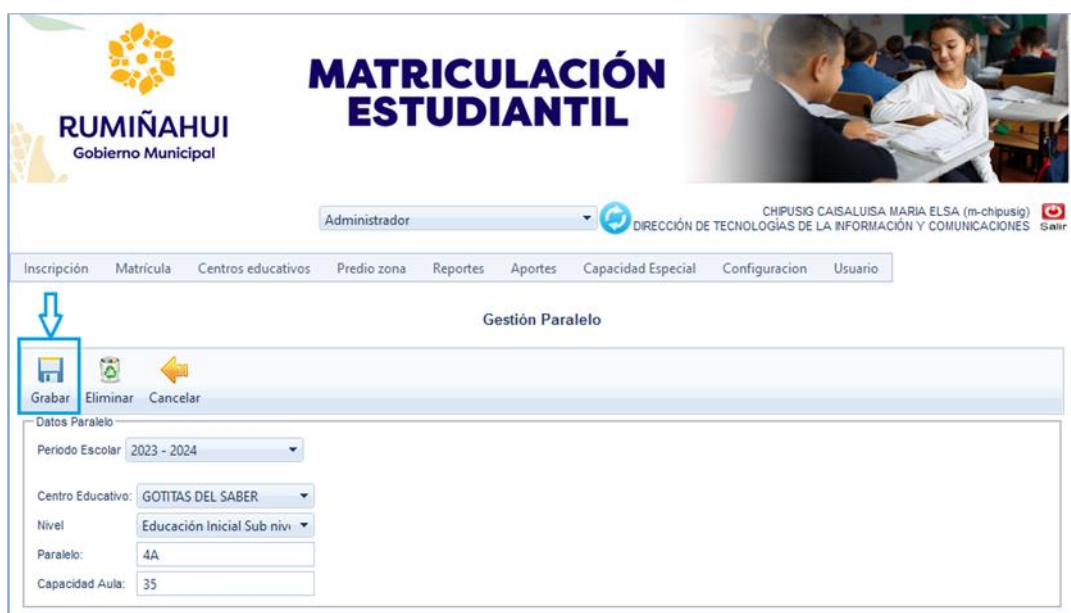 RUMIÑAHUI
Gobierno Municipal
MATRICULACIÓN
ESTUDIANTIL
Administrador
CHIPUSIG CAISALUISA MARIA ELSA (m-chipusig)
DIRECCIÓN DE TECNOLOGÍAS DE LA INFORMACIÓN Y COMUNICACIONES
Salir
Inscripción Matrícula Centros educativos Predio zona Reportes Aportes Capacidad Especial Configuracion Usuario
Gestión Paralelo
Grabar Eliminar Cancelar
Datos Paralelo
Periodo Escolar 2023 - 2024
Centro Educativo: GOTITAS DEL SABER
Nivel Educación Inicial Sub niv
Paralelo: 4A
Capacidad Aula: 35